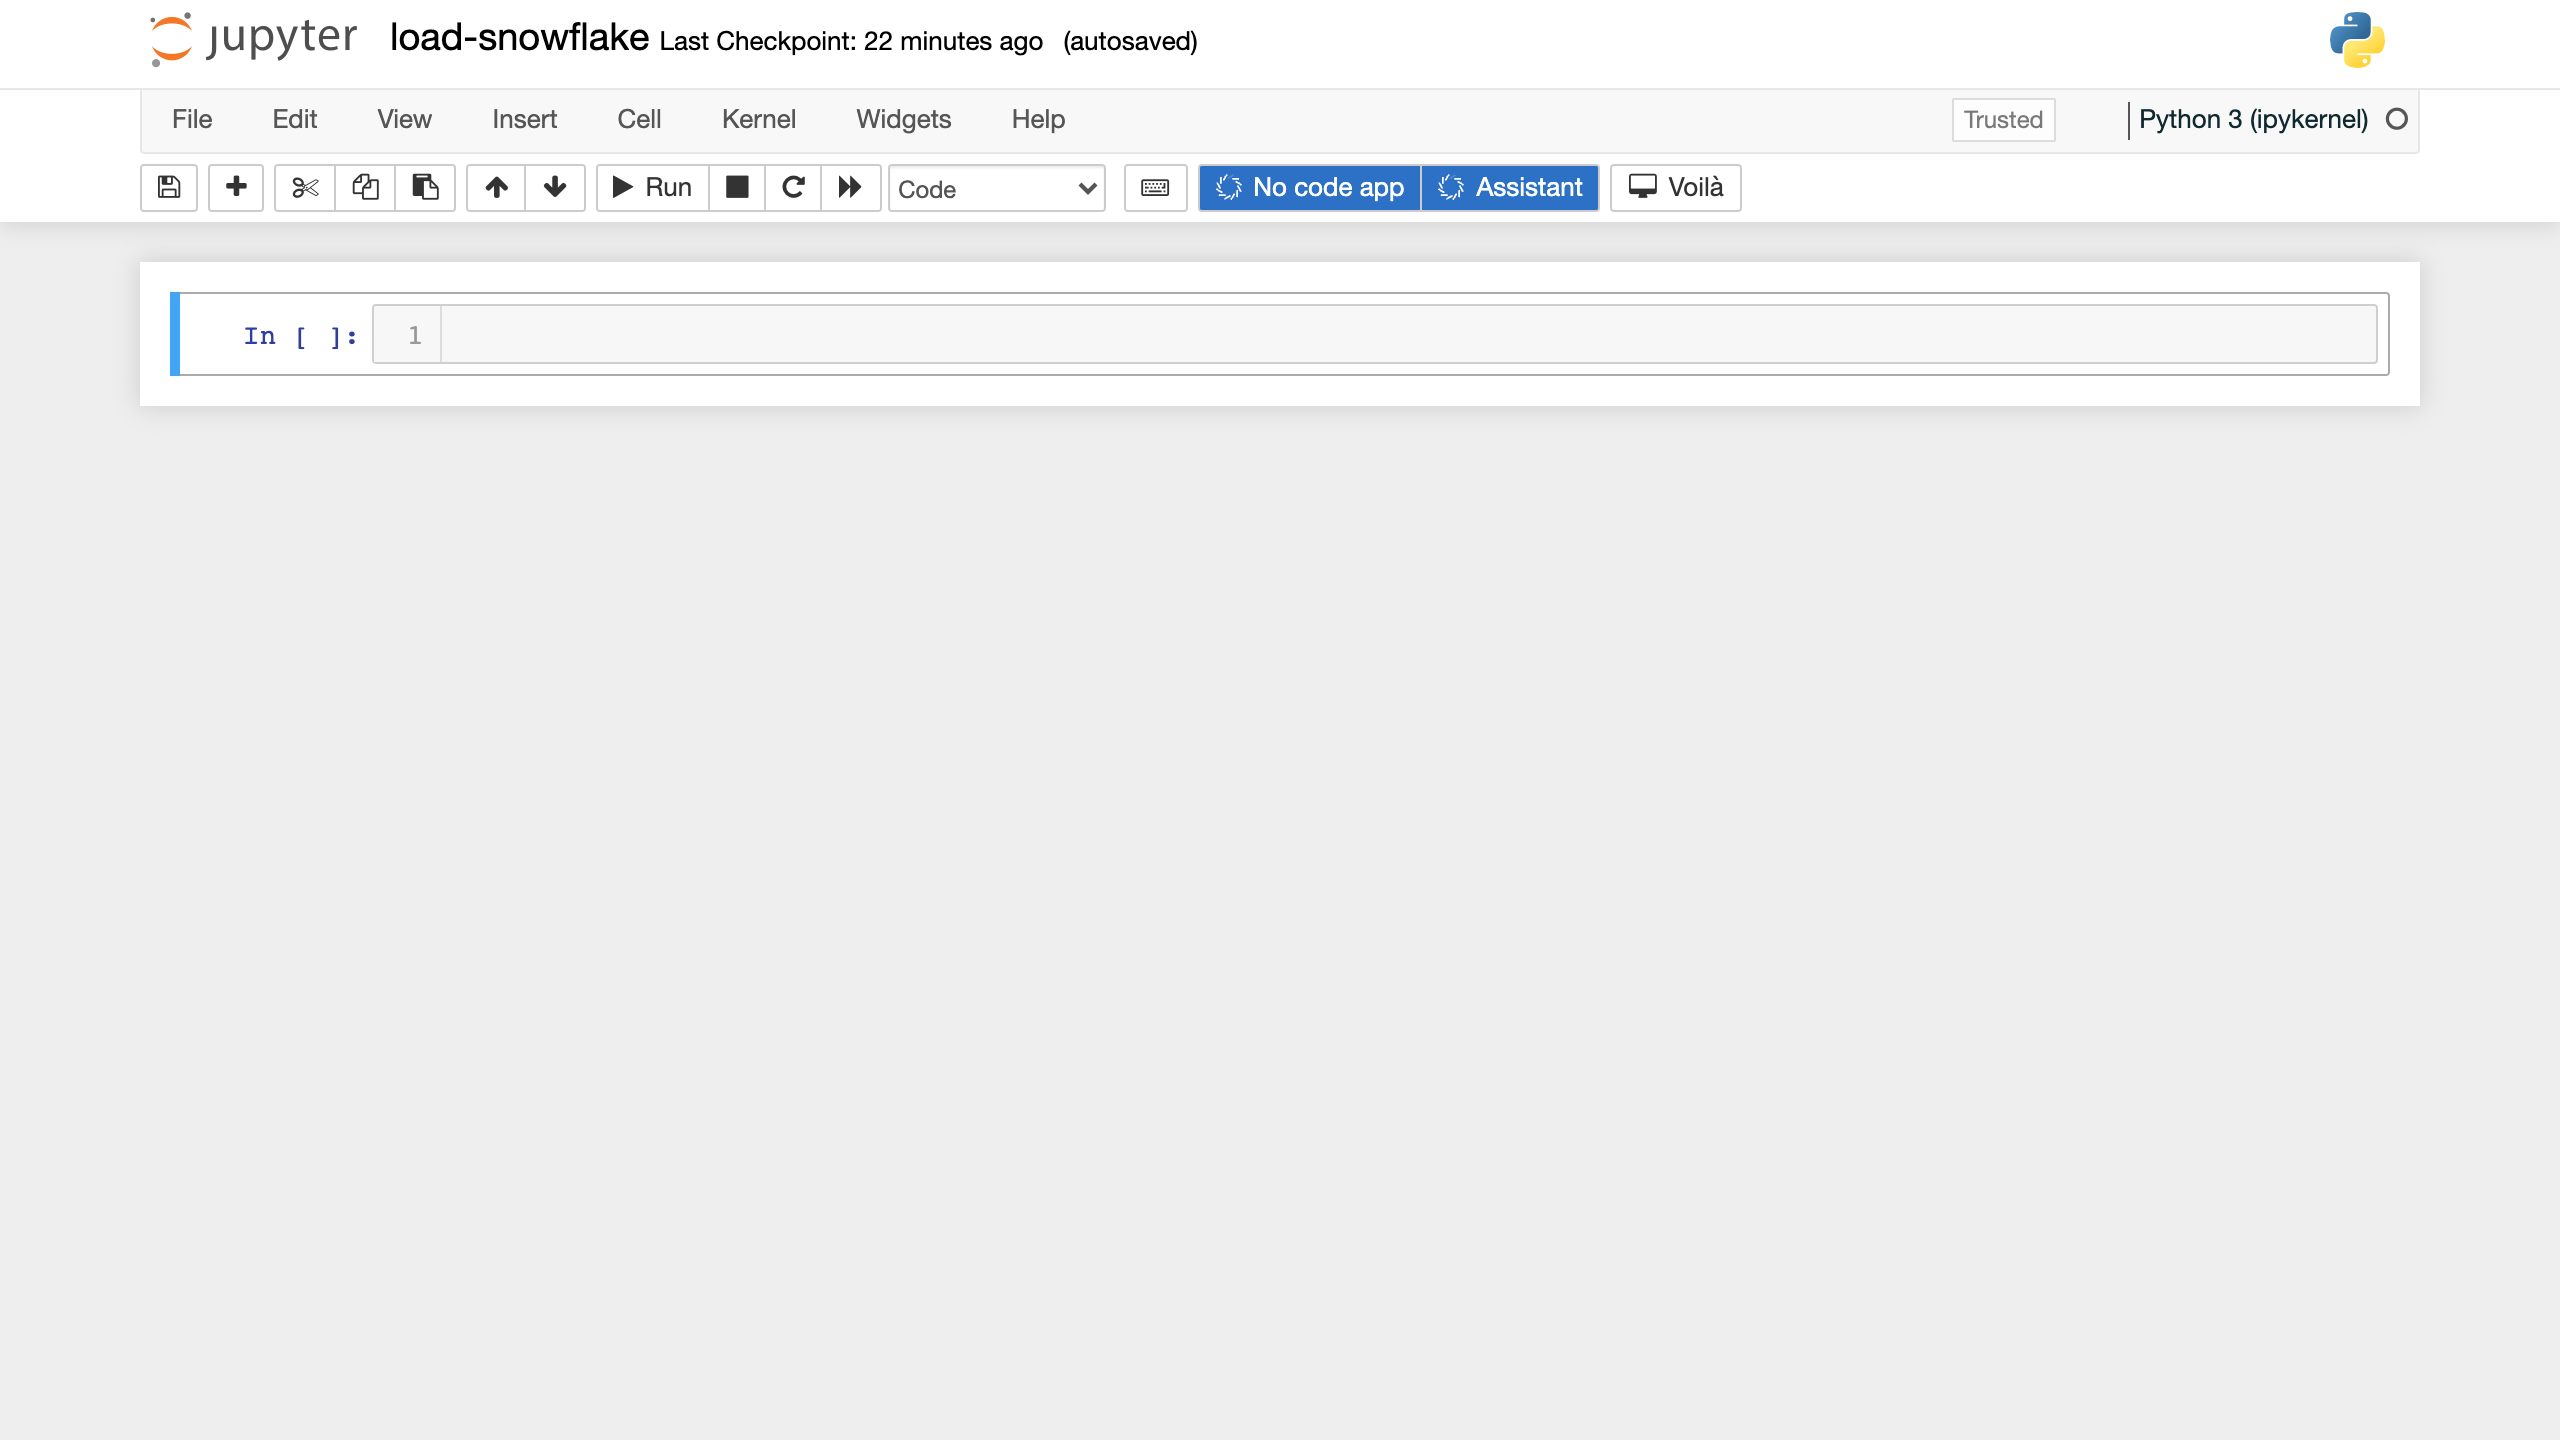 jupyter load-snowflake Last Checkpoint: 22 minutes ago (autosaved)
File Edit View Insert Cell Kernel Widgets Help Trusted Python 3 (ipykernel)
Run Code No code app Assistant Voilà
In [ ]: 1